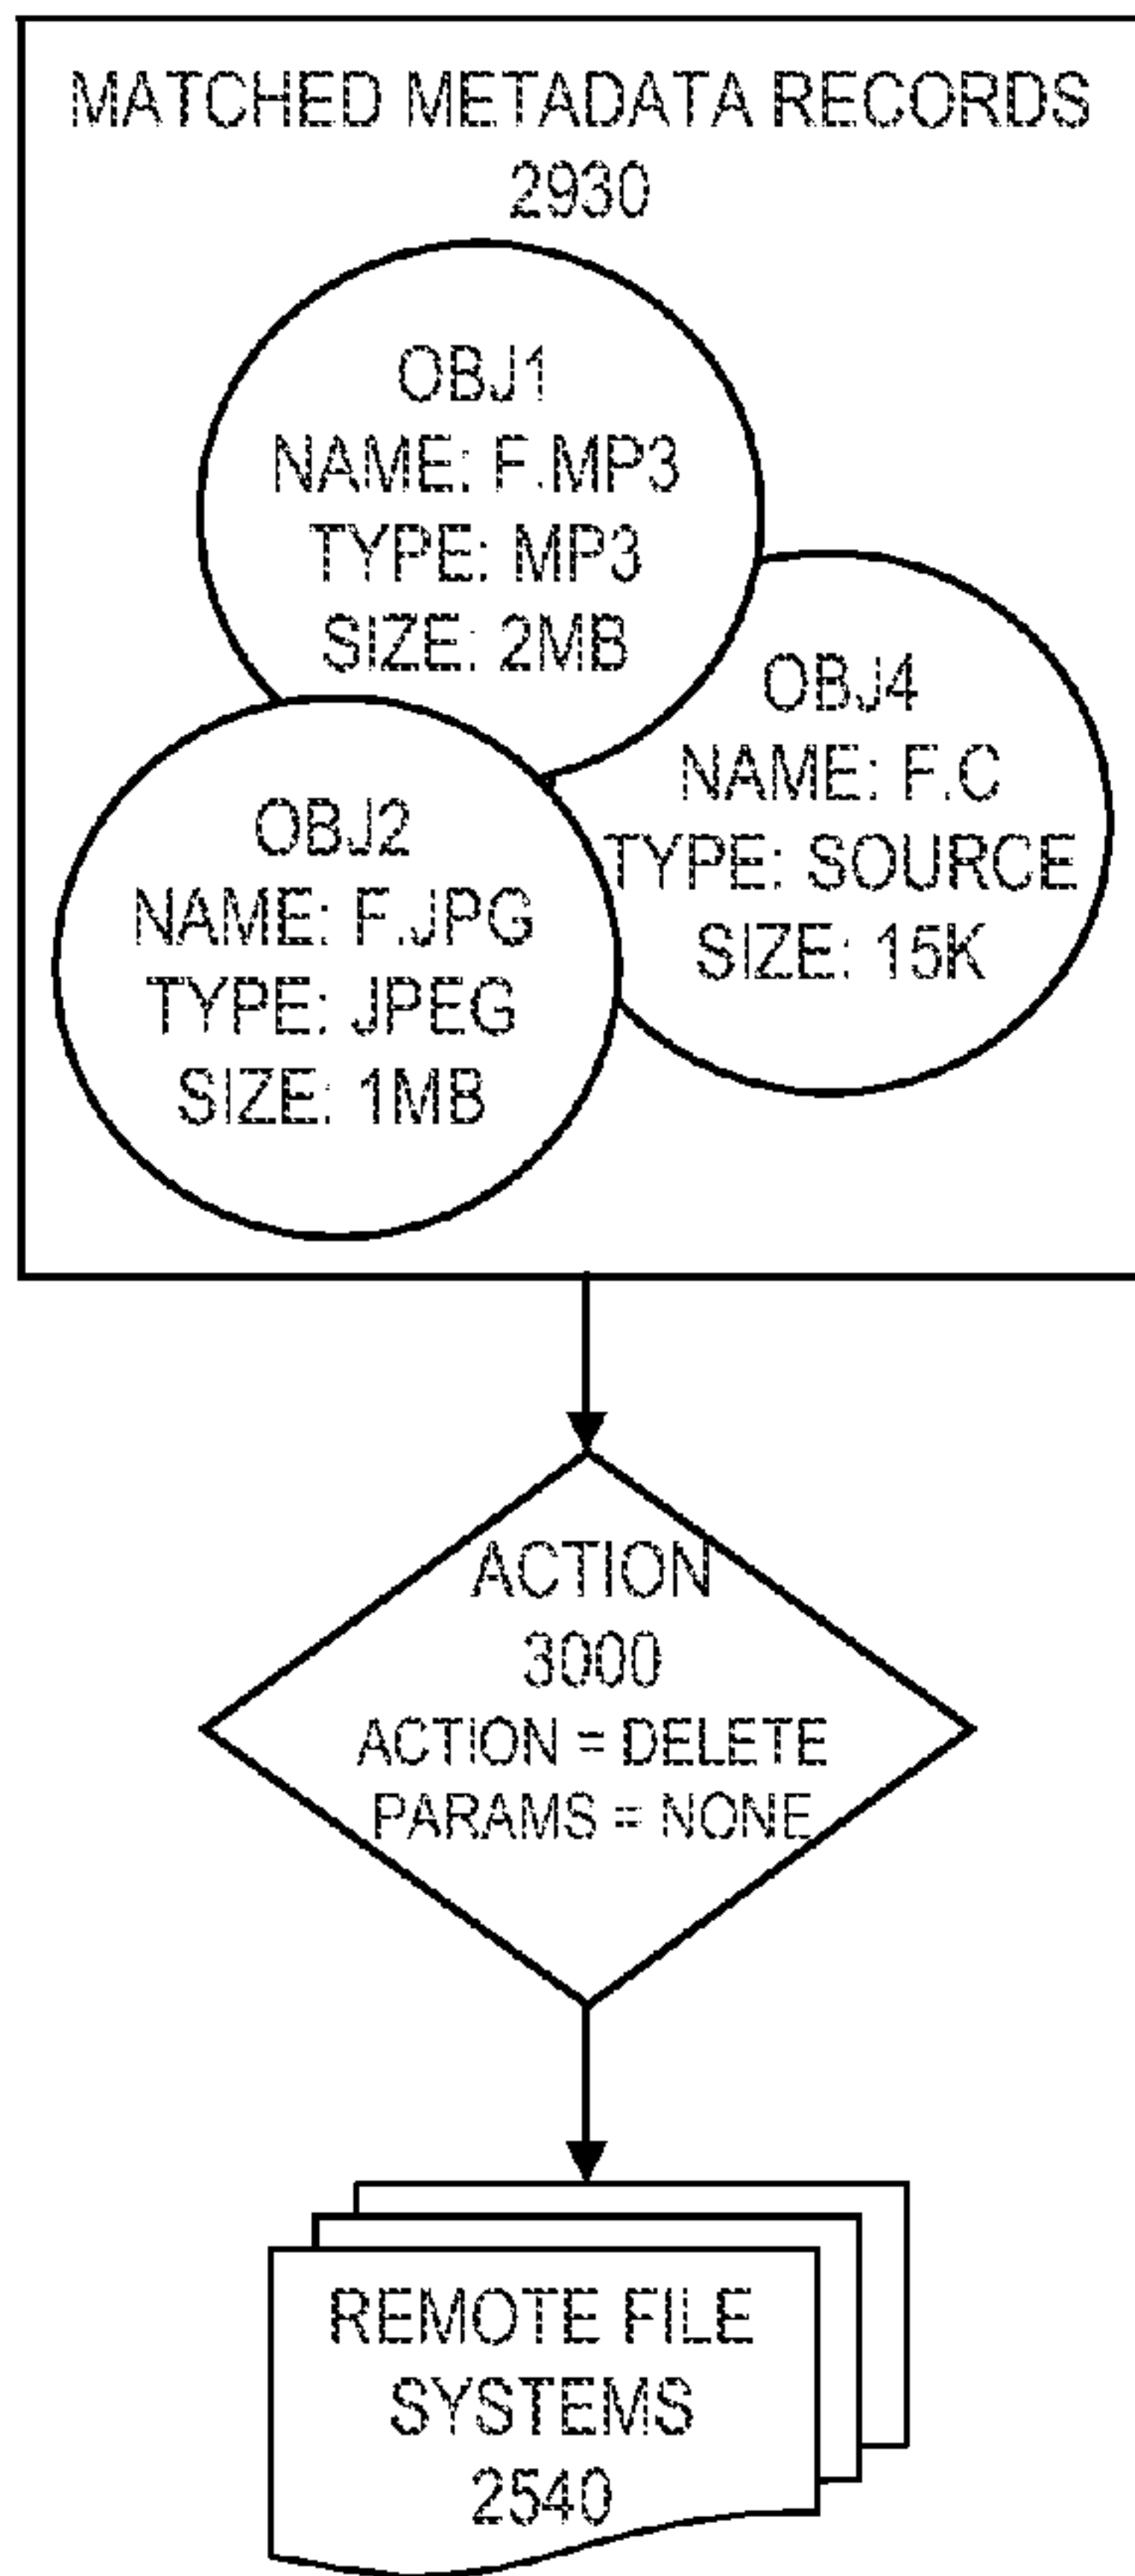 MATCHED METADATA RECORDS
2930
OBJ1
NAME: F.MP3
TYPE: MP3
SIZE: 2MB
OBJ4
NAME: F.C
TYPE: SOURCE
SIZE: 15K
OBJ2
NAME: F.JPG
TYPE: JPEG
SIZE: 1MB
ACTION
3000
ACTION = DELETE
PARAMS = NONE
REMOTE FILE
SYSTEMS
2540